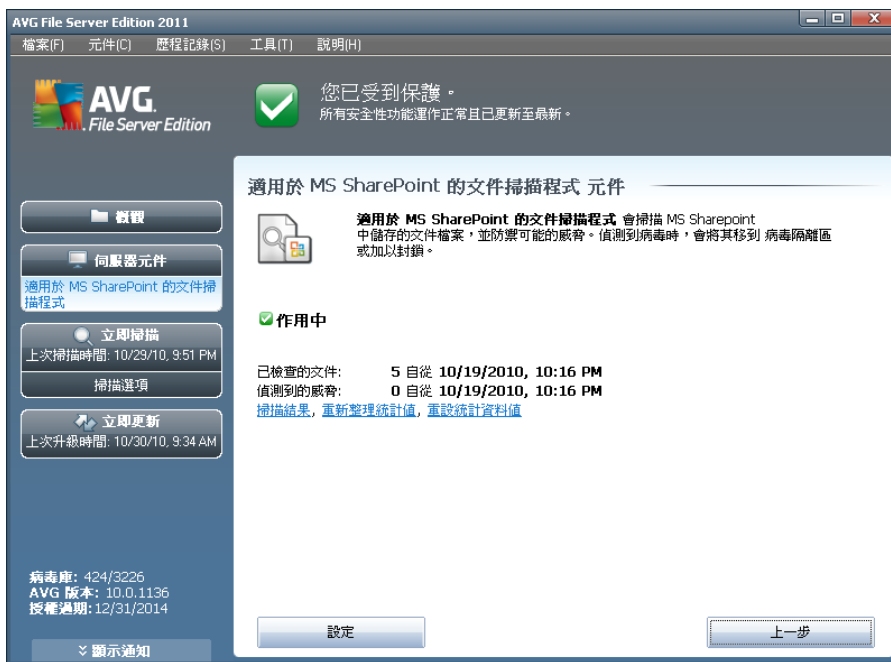 AVG File Server Edition 2011
檔案(F) 元件(C) 歷程記錄(S) 工具(T) 說明(H)
AVG.
File Server Edition
您已受到保護。
所有安全性功能運作正常且已更新至最新。
概觀
伺服器元件
適用於 MS SharePoint 的文件掃描程式
立即掃描
上次掃描時間: 10/29/10, 9:51 PM
掃描選項
立即更新
上次升級時間: 10/30/10, 9:34 AM
病毒庫: 424/3226
AVG 版本: 10.0.1136
授權過期: 12/31/2014
顯示通知
適用於 MS SharePoint 的文件掃描程式 元件
適用於 MS SharePoint 的文件掃描程式 會掃描 MS Sharepoint
中儲存的文件檔案，並防禦可能的威脅。偵測到病毒時，會將其移到 病毒隔離區
或加以封鎖。
作用中
已檢查的文件: 5 自從 10/19/2010, 10:16 PM
偵測到的威脅: 0 自從 10/19/2010, 10:16 PM
掃描結果, 重新整理統計值, 重設統計資料值
設定
上一步